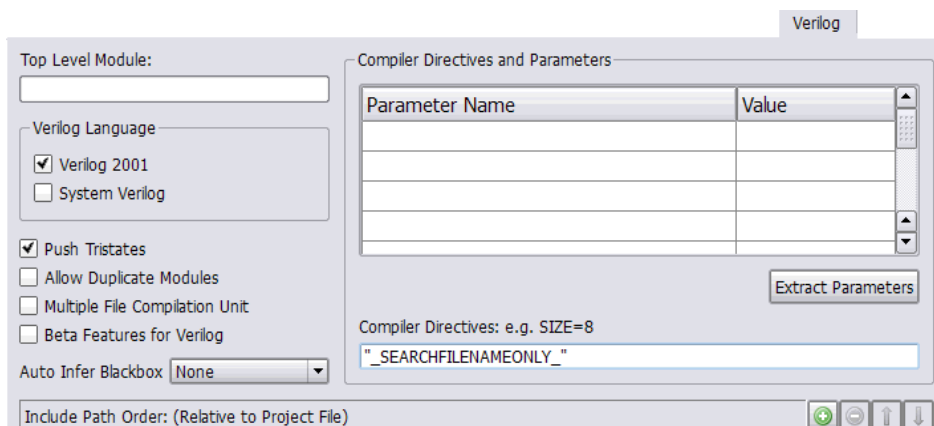 Verilog
Top Level Module:
Verilog Language
Verilog 2001
System Verilog
Push Tristates
Allow Duplicate Modules
Multiple File Compilation Unit
Beta Features for Verilog
Auto Infer Blackbox None
Compiler Directives and Parameters
Parameter Name Value
Extract Parameters
Compiler Directives: e.g. SIZE=8
"_SEARCHFILENAMEONLY_"
Include Path Order: (Relative to Project File)